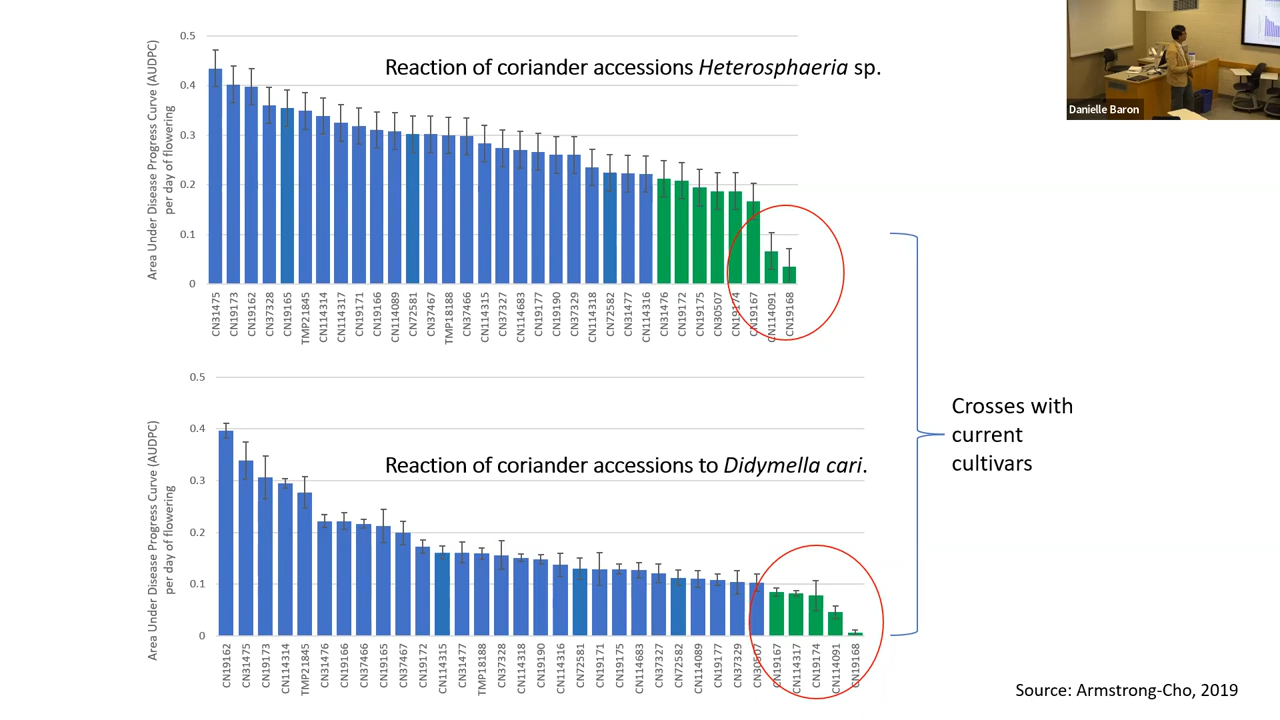 Reaction of coriander accessions Heterosphaeria sp.
Area Under Disease Progress Curve (AUDPC)
per day of flowering
0.5
0.4
0.3
0.2
0.1
0
CN31475
CN19173
CN19162
CN37328
CN19165
TMP21845
CN114314
CN114317
CN19171
CN19166
CN114089
CN72581
CN37467
TMP18188
CN37466
CN114315
CN37327
CN114683
CN19177
CN19190
CN37329
CN114318
CN72582
CN31477
CN114316
CN31476
CN19172
CN19175
CN30507
CN19174
CN19167
CN114091
CN19168
Danielle Baron
Reaction of coriander accessions to Didymella cari.
Area Under Disease Progress Curve (AUDPC)
per day of flowering
0.5
0.4
0.3
0.2
0.1
0
CN19162
CN31475
CN19173
CN114314
TMP21845
CN31476
CN19166
CN37466
CN19165
CN37467
CN19172
CN114315
CN31477
TMP18188
CN37328
CN114318
CN19190
CN114316
CN72581
CN19171
CN19175
CN114683
CN37327
CN72582
CN114089
CN19177
CN37329
CN30507
CN19167
CN114317
CN19174
CN114091
CN19168
Crosses with
current
cultivars
Source: Armstrong-Cho, 2019